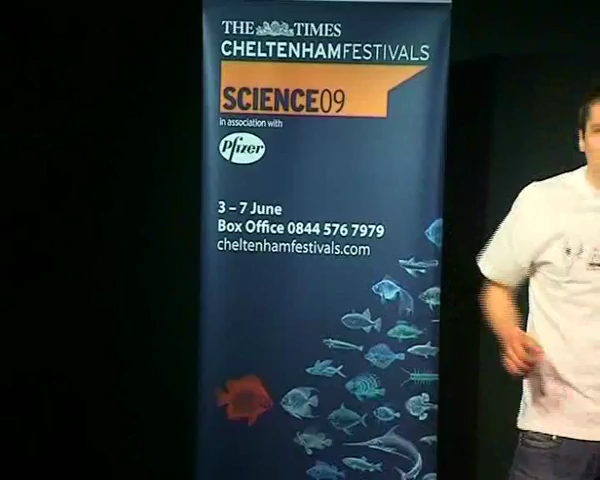 THE TIMES
CHELTENHAMFESTIVALS
SCIENCE09
in association with
Pfizer
3 – 7 June
Box Office 0844 576 7979
cheltenhamfestivals.com